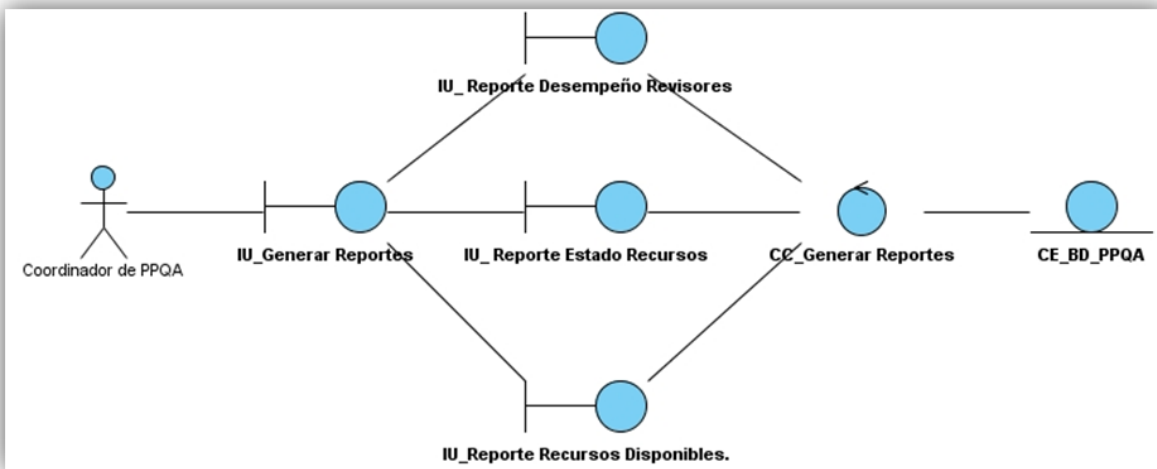 IU_ Reporte Desempeño Revisores
Coordinador de PPQA
IU_Generar Reportes
IU_ Reporte Estado Recursos
CC_Generar Reportes
CE_BD_PPQA
IU_Reporte Recursos Disponibles.